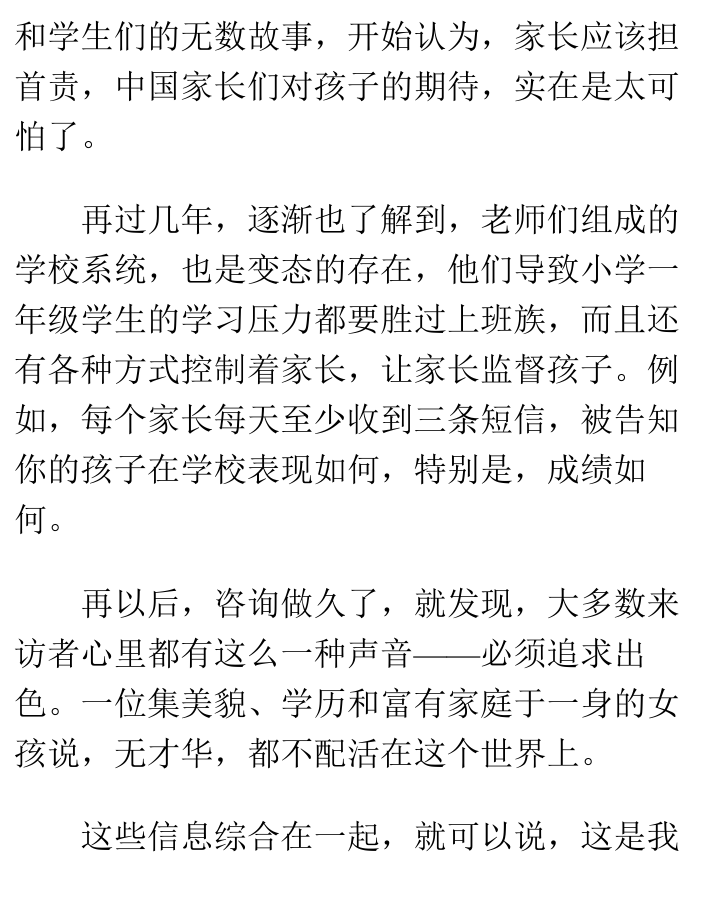 和学生们的无数故事，开始认为，家长应该担
首责，中国家长们对孩子的期待，实在是太可
怕了。
再过几年，逐渐也了解到，老师们组成的
学校系统，也是变态的存在，他们导致小学一
年级学生的学习压力都要胜过上班族，而且还
有各种方式控制着家长，让家长监督孩子。例
如，每个家长每天至少收到三条短信，被告知
你的孩子在学校表现如何，特别是，成绩如
何。
再以后，咨询做久了，就发现，大多数来
访者心里都有这么一种声音——必须追求出
色。一位集美貌、学历和富有家庭于一身的女
孩说，无才华，都不配活在这个世界上。
这些信息综合在一起，就可以说，这是我